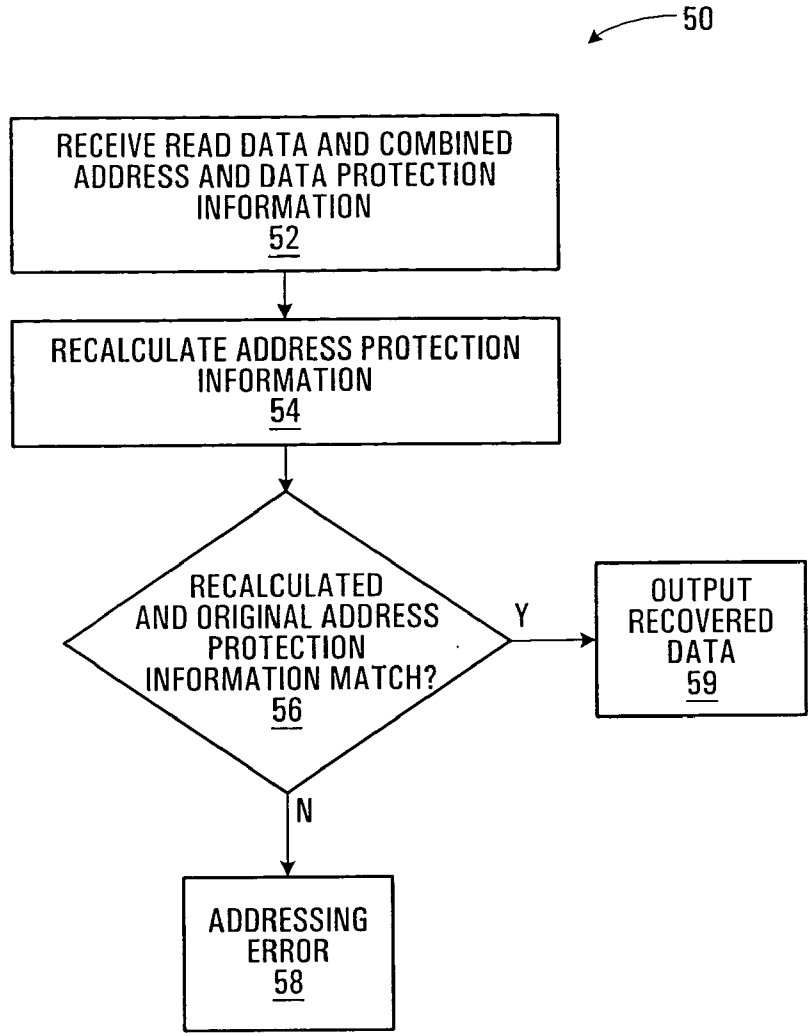 50
RECEIVE READ DATA AND COMBINED
ADDRESS AND DATA PROTECTION
INFORMATION
52
RECALCULATE ADDRESS PROTECTION
INFORMATION
54
RECALCULATED
AND ORIGINAL ADDRESS
PROTECTION
INFORMATION MATCH?
56
Y
OUTPUT
RECOVERED
DATA
59
N
ADDRESSING
ERROR
58